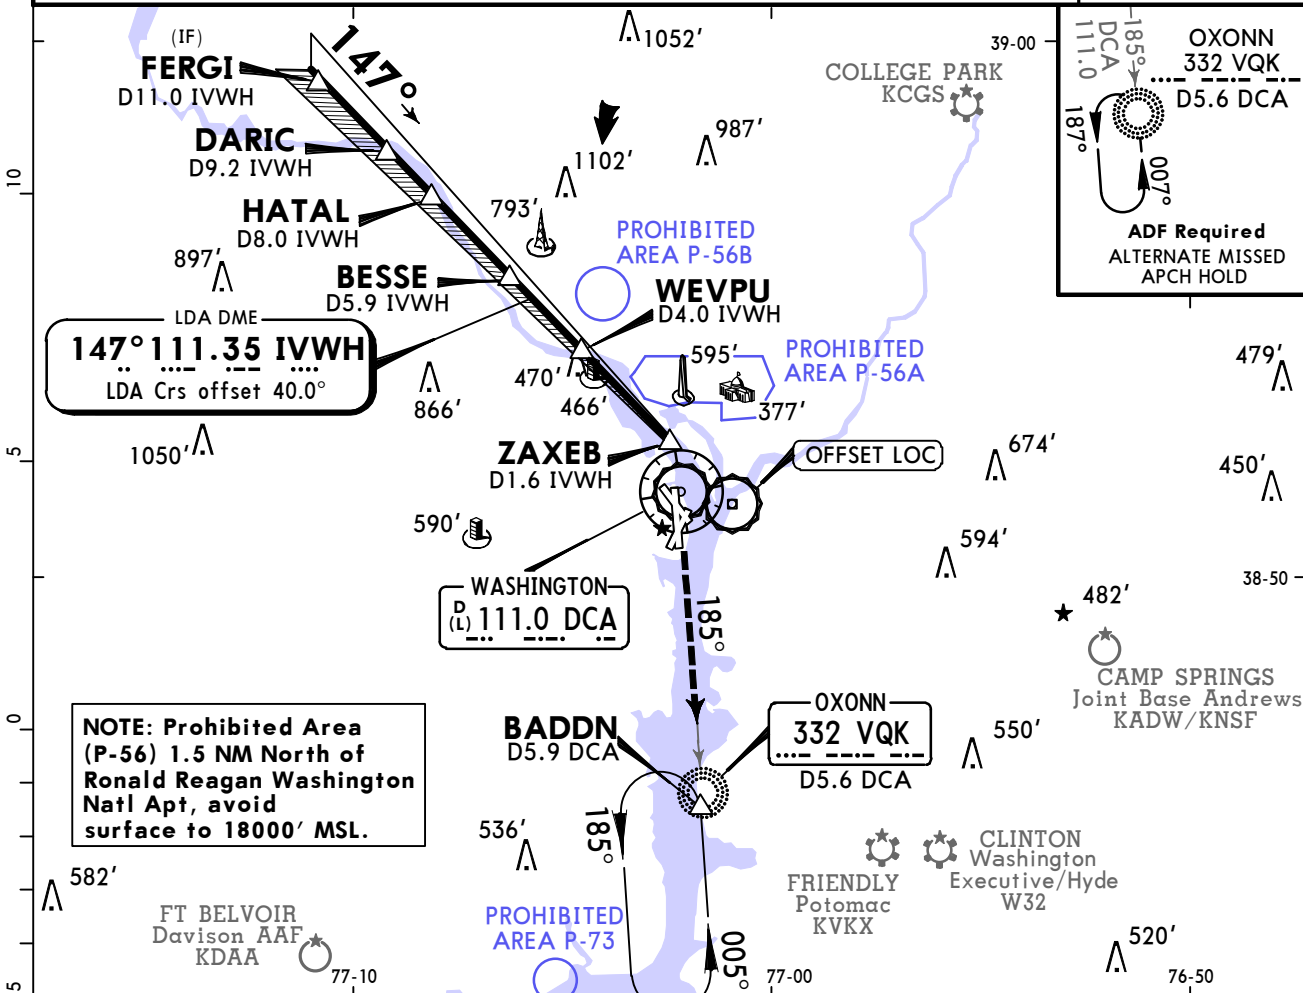 (IF)
FERGI
D11.0 IVWH
147°
1052'
COLLEGE PARK
KCGS
39-00
185°
DCA
111.0
OXONN
332 VQK
D5.6 DCA
187°
007°
ADF Required
ALTERNATE MISSED
APCH HOLD
DARIC
D9.2 IVWH
987'
1102'
10
HATAL
D8.0 IVWH
793'
PROHIBITED
AREA P-56B
897'
BESSE
D5.9 IVWH
WEVPU
D4.0 IVWH
LDA DME
147° 111.35 IVWH
LDA Crs offset 40.0°
595'
PROHIBITED
AREA P-56A
479'
470'
466'
866'
377'
1050'
5
ZAXEB
D1.6 IVWH
OFFSET LOC
674'
450'
590'
594'
38-50
WASHINGTON
D
(L) 111.0 DCA
185°
482'
CAMP SPRINGS
Joint Base Andrews
KADW/KNSF
0
NOTE: Prohibited Area
(P-56) 1.5 NM North of
Ronald Reagan Washington
Natl Apt, avoid
surface to 18000' MSL.
BADDN
D5.9 DCA
OXONN
332 VQK
D5.6 DCA
550'
185°
536'
CLINTON
Washington
Executive/Hyde
W32
FRIENDLY
Potomac
KVKX
582'
FT BELVOIR
Davison AAF
KDAA
PROHIBITED
AREA P-73
005°
520'
5
77-10
77-00
76-50